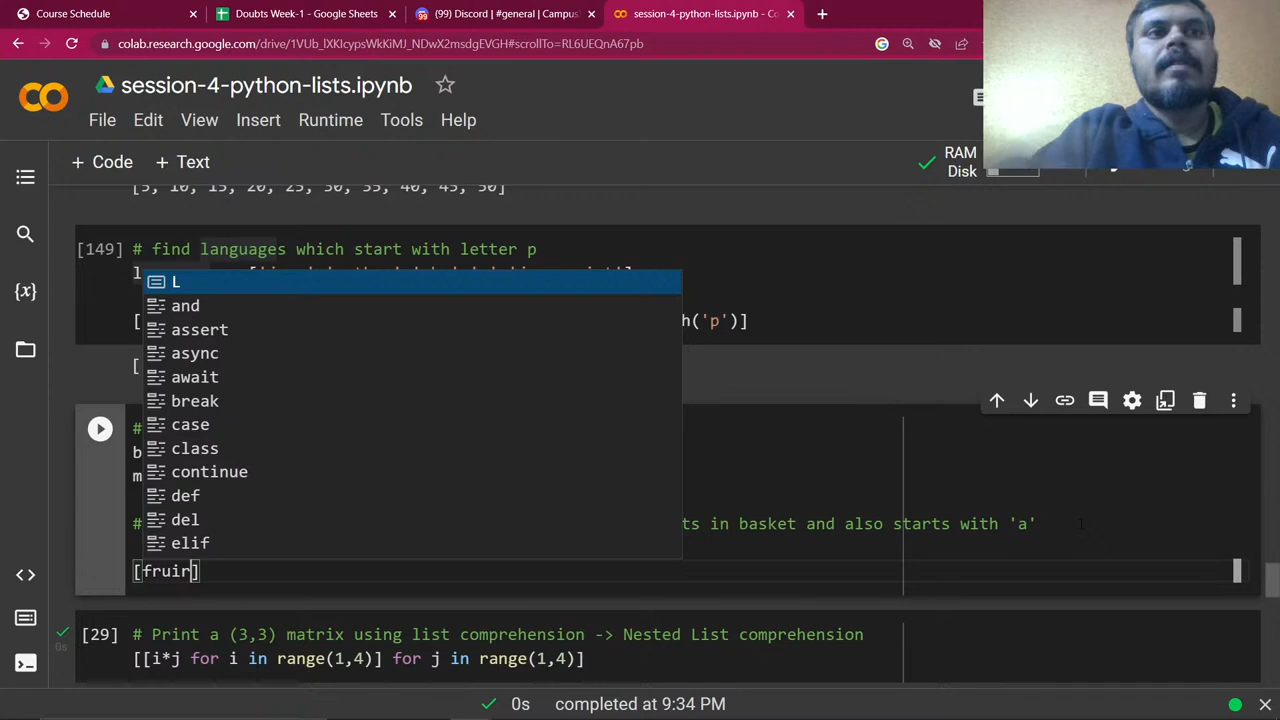 Course Schedule
Doubts Week-1 - Google Sheets
(99) Discord | #general | Campus
session-4-python-lists.ipynb - Co
colab.research.google.com/drive/1VUb_lXKIcypsWkKiMJ_NDwX2msdgEVGH#scrollTo=RL6UEQnA67pb
session-4-python-lists.ipynb
File Edit View Insert Runtime Tools Help
+ Code + Text
RAM
Disk
[5, 10, 15, 20, 25, 30, 35, 40, 45, 50]
[149] # find languages which start with letter p
l
L
and
[ h('p')]
assert
async
[
await
break
case
#
class
b
continue
m
def
del
# ts in basket and also starts with 'a'
elif
[fruir]
[29] # Print a (3,3) matrix using list comprehension -> Nested List comprehension
0s
[[i*j for i in range(1,4)] for j in range(1,4)]
0s completed at 9:34 PM